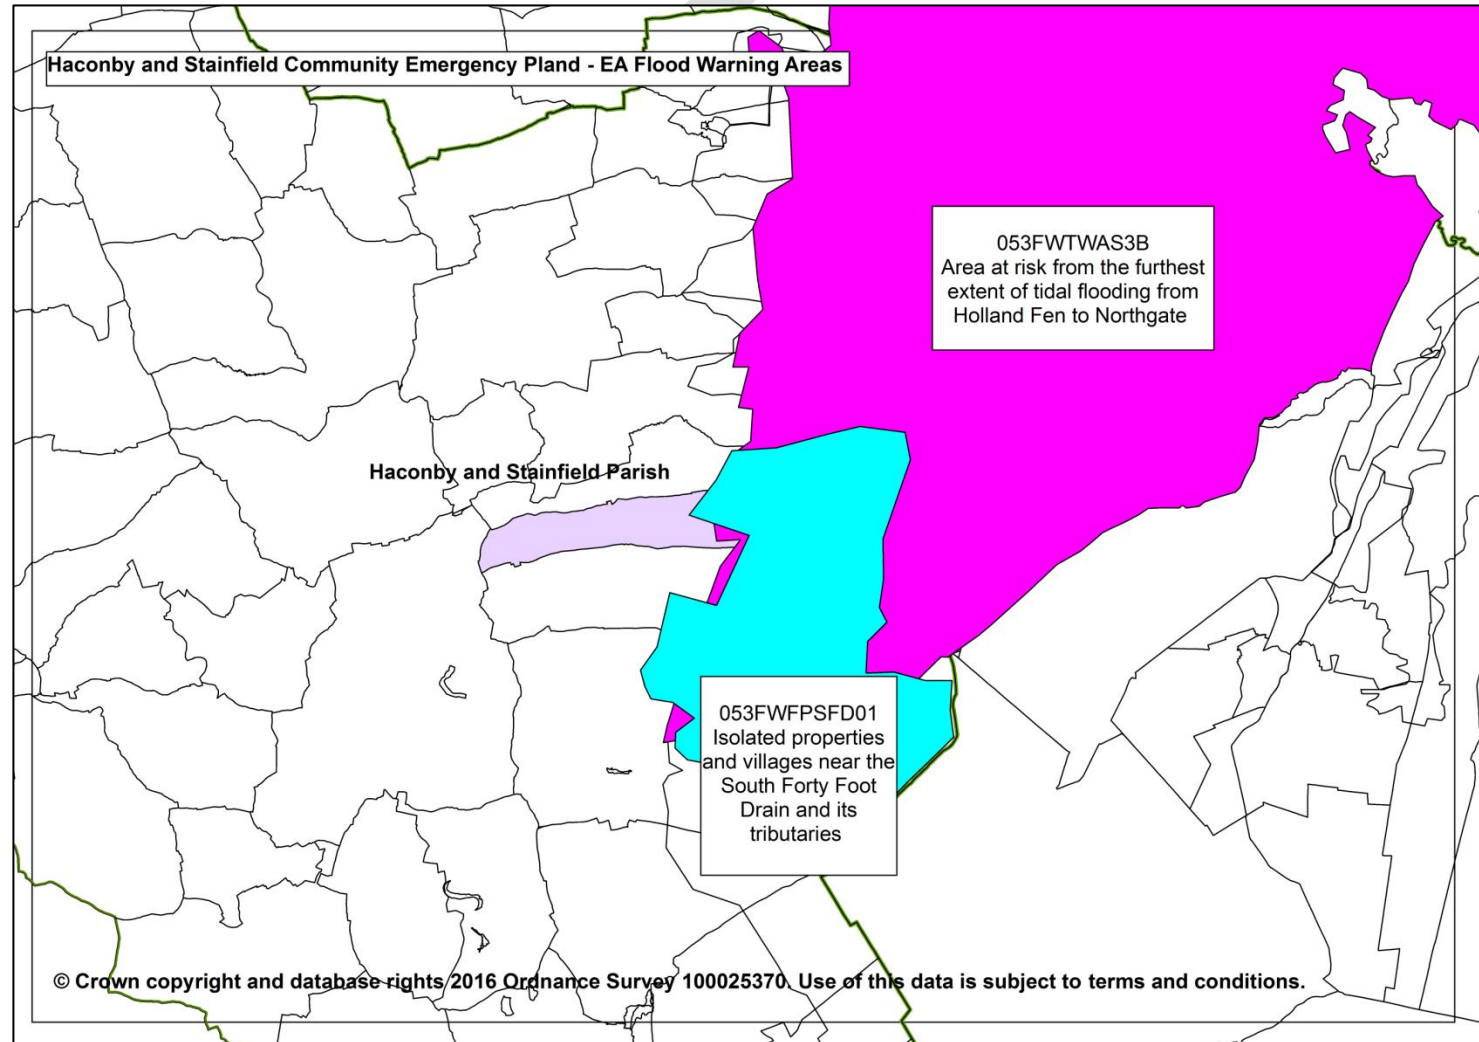 Haconby and Stainfield Community Emergency Pland - EA Flood Warning Areas
053FWTWAS3B
Area at risk from the furthest
extent of tidal flooding from
Holland Fen to Northgate
Haconby and Stainfield Parish
053FWFPSFD01
Isolated properties
and villages near the
South Forty Foot
Drain and its
tributaries
© Crown copyright and database rights 2016 Ordnance Survey 100025370. Use of this data is subject to terms and conditions.